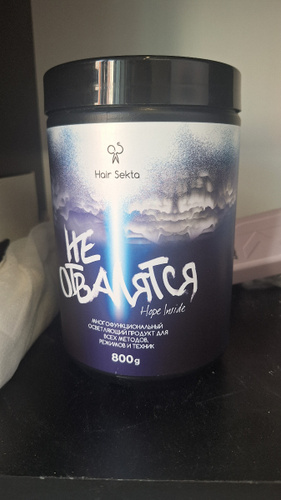 Hair Sekta
НЕ
ОТВАЛЯТСЯ
Hope Inside
МНОГОФУНКЦИОНАЛЬНЫЙ
ОСВЕТЛЯЮЩИЙ ПРОДУКТ ДЛЯ
ВСЕХ МЕТОДОВ,
РЕЖИМОВ И ТЕХНИК
800g